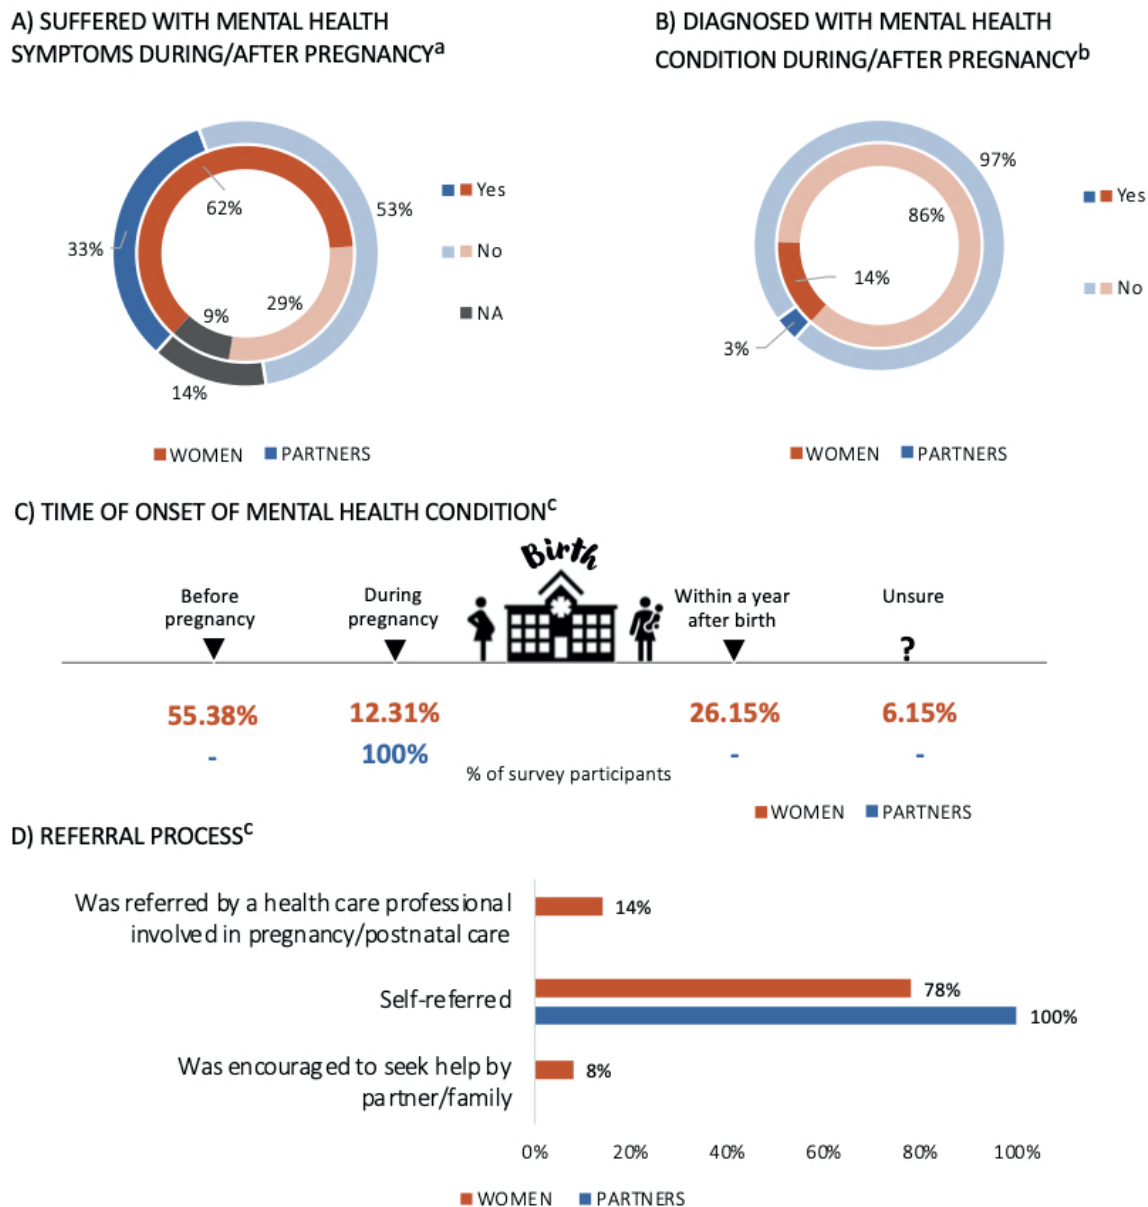 A) SUFFERED WITH MENTAL HEALTH
SYMPTOMS DURING/AFTER PREGNANCYa
62%
53%
33%
29%
9%
14%
Yes
No
NA
WOMEN PARTNERS
B) DIAGNOSED WITH MENTAL HEALTH
CONDITION DURING/AFTER PREGNANCYb
97%
86%
14%
3%
Yes
No
WOMEN PARTNERS
C) TIME OF ONSET OF MENTAL HEALTH CONDITIONc
Birth
Before
pregnancy
During
pregnancy
Within a year
after birth
Unsure
?
55.38% 12.31% 26.15% 6.15%
- 100% - -
% of survey participants
WOMEN PARTNERS
D) REFERRAL PROCESSc
Was referred by a health care professional
involved in pregnancy/postnatal care
14%
Self-referred
78%
100%
Was encouraged to seek help by
partner/family
8%
0% 20% 40% 60% 80% 100%
WOMEN PARTNERS